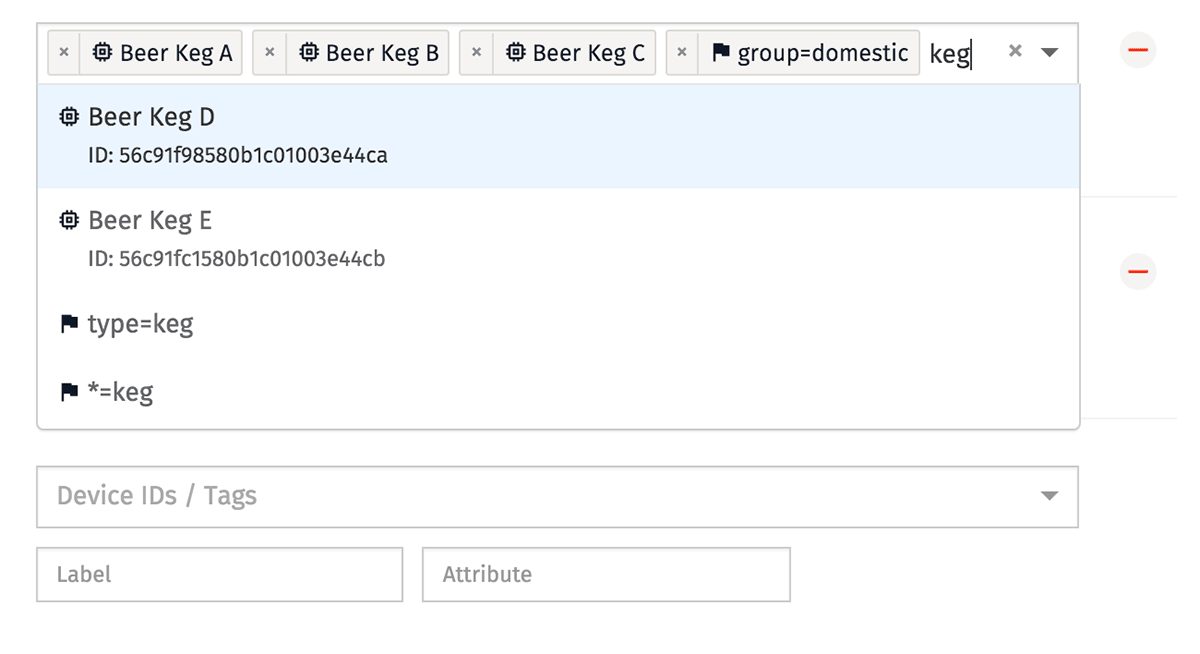 × Beer Keg A × Beer Keg B × Beer Keg C × group=domestic keg ×
Beer Keg D
ID: 56c91f98580b1c01003e44ca
Beer Keg E
ID: 56c91fc1580b1c01003e44cb
type=keg
*=keg
Device IDs / Tags
Label Attribute